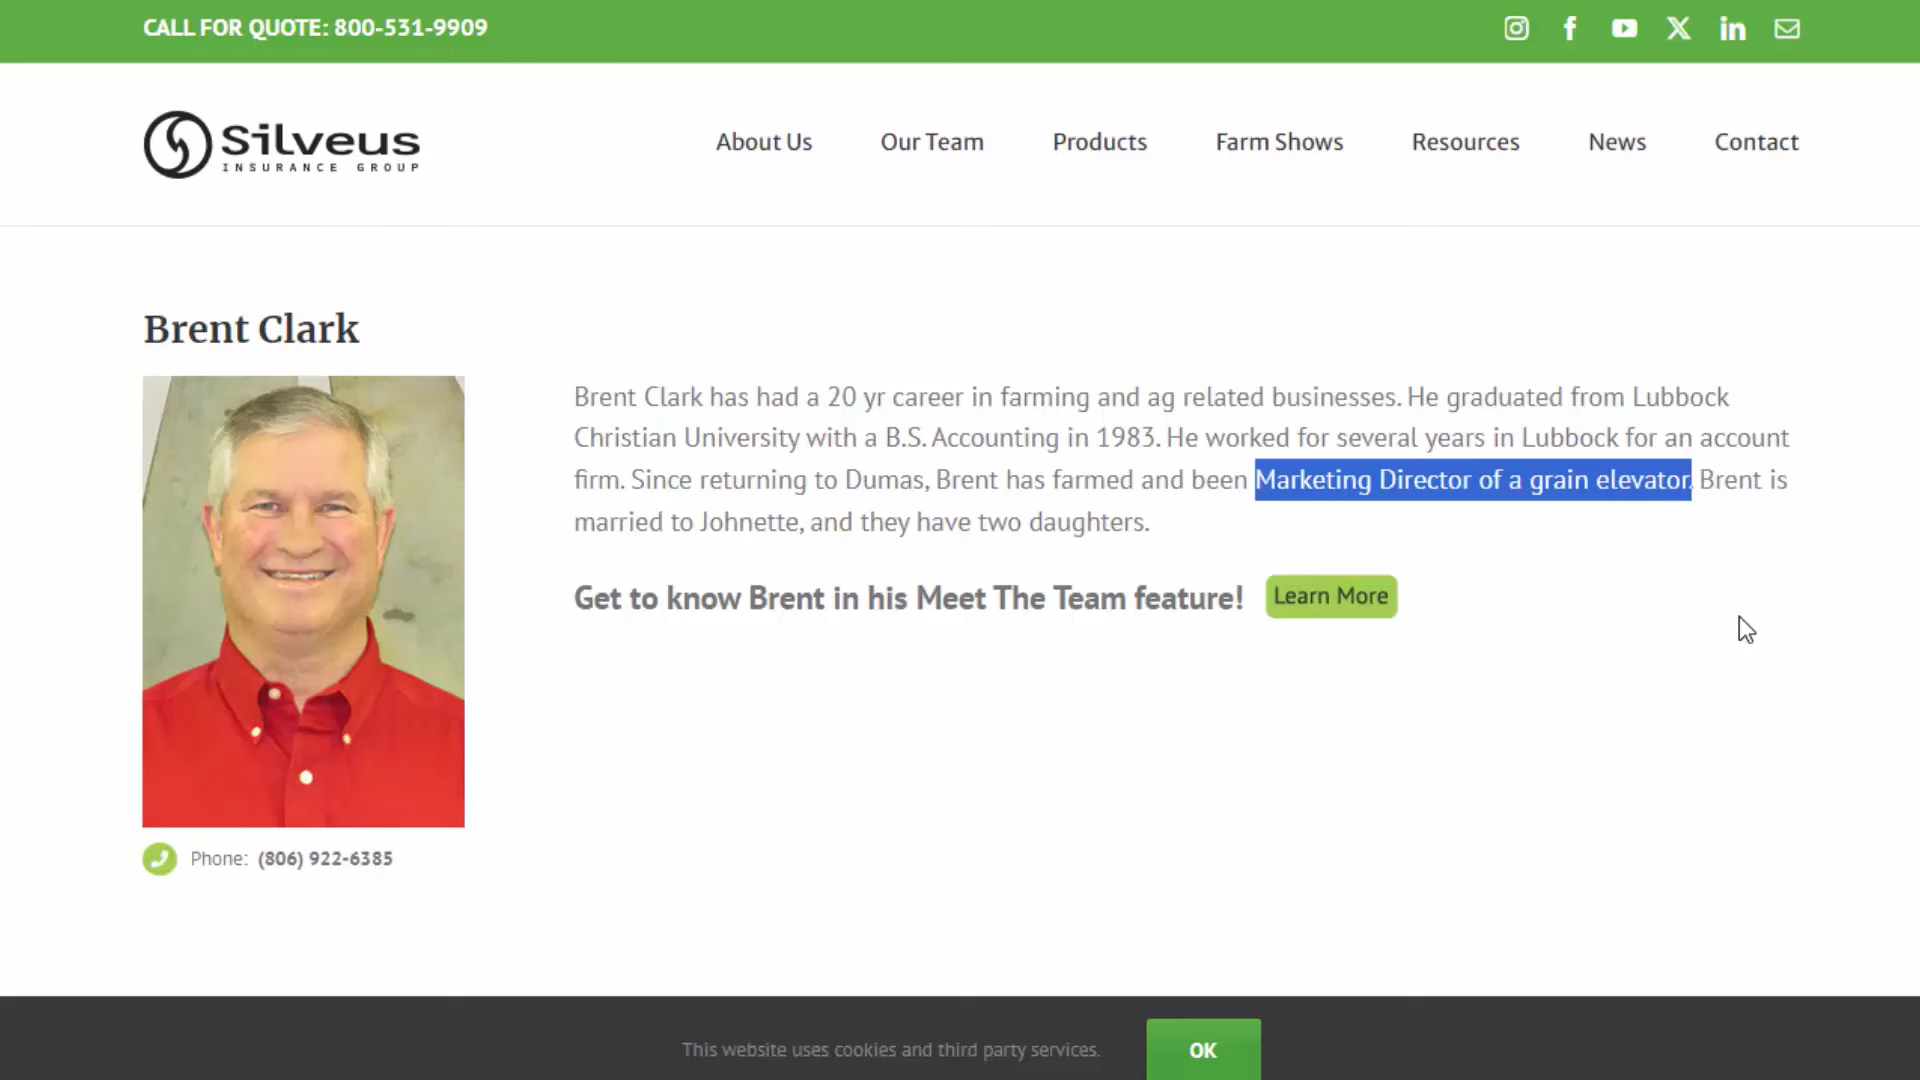 CALL FOR QUOTE: 800-531-9909
Silveus
INSURANCE GROUP
About Us
Our Team
Products
Farm Shows
Resources
News
Contact
Brent Clark
Brent Clark has had a 20 yr career in farming and ag related businesses. He graduated from Lubbock
Christian University with a B.S. Accounting in 1983. He worked for several years in Lubbock for an account
firm. Since returning to Dumas, Brent has farmed and been Marketing Director of a grain elevator. Brent is
married to Johnette, and they have two daughters.
Get to know Brent in his Meet The Team feature!
Learn More
Phone: (806) 922-6385
This website uses cookies and third party services.
OK